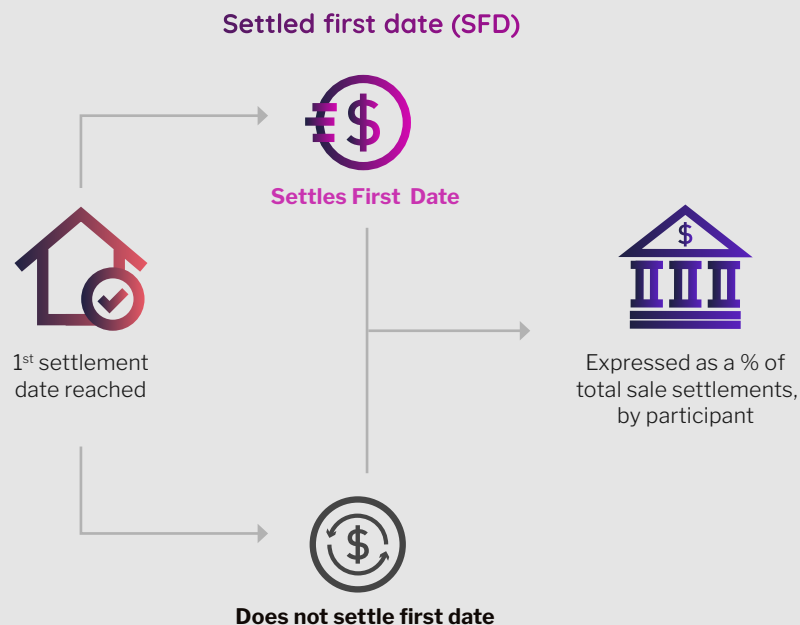 Settled first date (SFD)
Settles First Date
1st settlement
date reached
$
Expressed as a % of
total sale settlements,
by participant
$
$
Does not settle first date